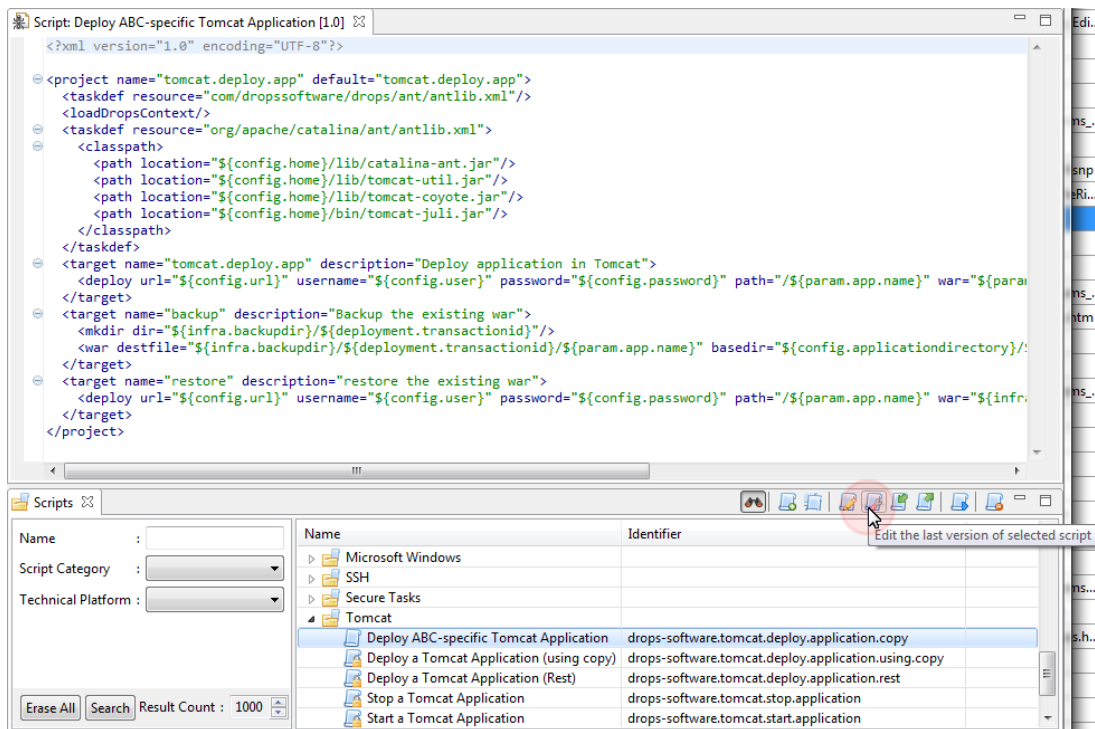 Script: Deploy ABC-specific Tomcat Application [1.0]
<?xml version="1.0" encoding="UTF-8"?>
<project name="tomcat.deploy.app" default="tomcat.deploy.app">
<taskdef resource="com/dropssoftware/drops/ant/antlib.xml"/>
<loadDropsContext/>
<taskdef resource="org/apache/catalina/ant/antlib.xml">
<classpath>
<path location="${config.home}/lib/catalina-ant.jar"/>
<path location="${config.home}/lib/tomcat-util.jar"/>
<path location="${config.home}/lib/tomcat-coyote.jar"/>
<path location="${config.home}/bin/tomcat-juli.jar"/>
</classpath>
</taskdef>
<target name="tomcat.deploy.app" description="Deploy application in Tomcat">
<deploy url="${config.url}" username="${config.user}" password="${config.password}" path="/${param.app.name}" war="${para
</target>
<target name="backup" description="Backup the existing war">
<mkdir dir="${infra.backupdir}/${deployment.transactionid}"/>
<war destfile="${infra.backupdir}/${deployment.transactionid}/${param.app.name}" basedir="${config.applicationdirectory}/
</target>
<target name="restore" description="restore the existing war">
<deploy url="${config.url}" username="${config.user}" password="${config.password}" path="/${param.app.name}" war="${infr
</target>
</project>
Edi..
ms_.
snp
eRi...
ms_.
htm
ms_.
ms...
s.h..
Scripts
Edit the last version of selected script
Name :
Script Category :
Technical Platform :
Erase All Search Result Count : 1000
Name Identifier
Microsoft Windows
SSH
Secure Tasks
Tomcat
Deploy ABC-specific Tomcat Application drops-software.tomcat.deploy.application.copy
Deploy a Tomcat Application (using copy) drops-software.tomcat.deploy.application.using.copy
Deploy a Tomcat Application (Rest) drops-software.tomcat.deploy.application.rest
Stop a Tomcat Application drops-software.tomcat.stop.application
Start a Tomcat Application drops-software.tomcat.start.application